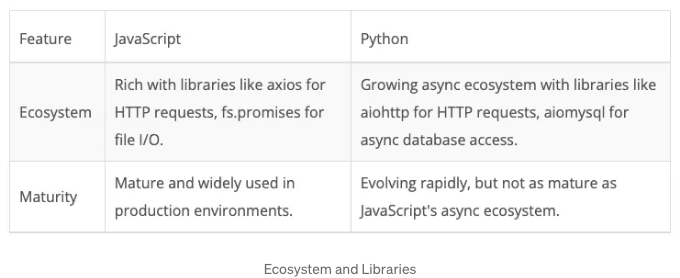 Feature JavaScript Python
Rich with libraries like axios for
HTTP requests, fs.promises for
file I/O.
Ecosystem
Growing async ecosystem with libraries like
aiohttp for HTTP requests, aiomysql for
async database access.
Maturity
Mature and widely used in
production environments.
Evolving rapidly, but not as mature as
JavaScript's async ecosystem.
Ecosystem and Libraries